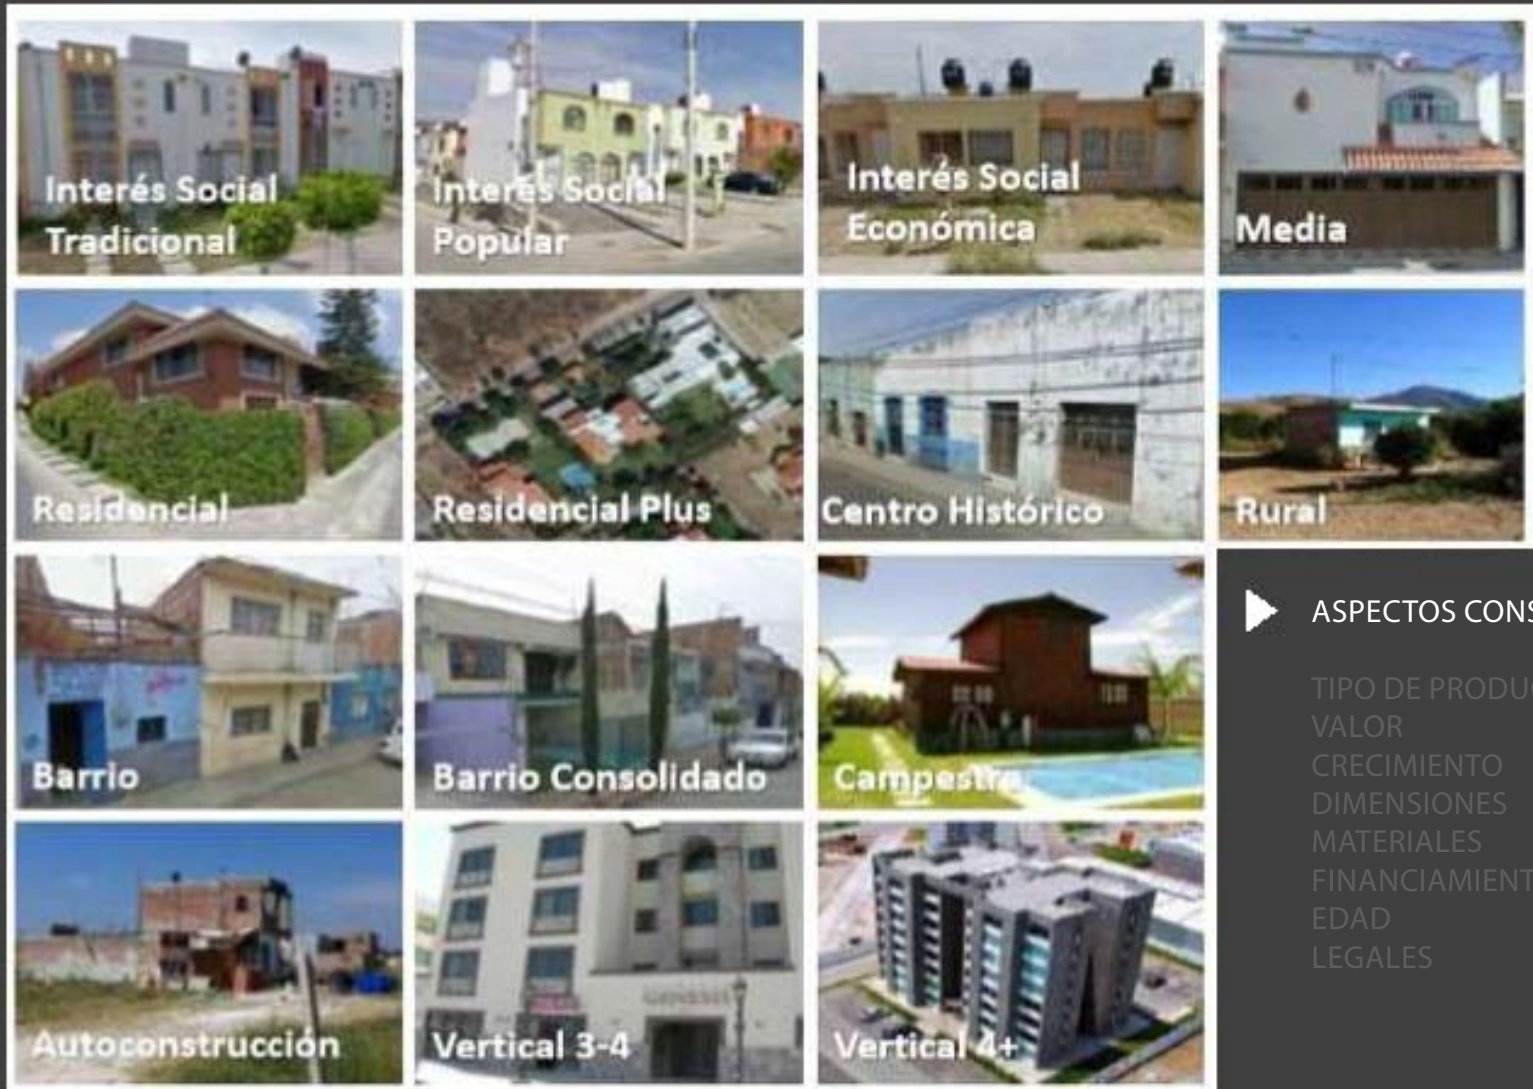 Interés Social
Tradicional
Interés Social
Popular
Interés Social
Económica
Media
Residencial
Residencial Plus
Centro Histórico
Rural
Barrio
Barrio Consolidado
Campestre
ASPECTOS CONS
TIPO DE PRODU
VALOR
CRECIMIENTO
DIMENSIONES
MATERIALES
FINANCIAMIENT
EDAD
LEGALES
Autoconstrucción
Vertical 3-4
Vertical 4+